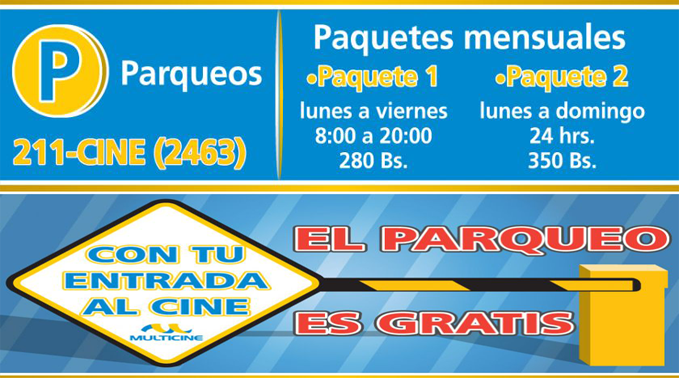 P
Parqueos
211-CINE (2463)
Paquetes mensuales
•Paquete 1
lunes a viernes
8:00 a 20:00
280 Bs.
•Paquete 2
lunes a domingo
24 hrs.
350 Bs.
CON TU
ENTRADA
AL CINE
MULTICINE
EL PARQUEO
ES GRATIS